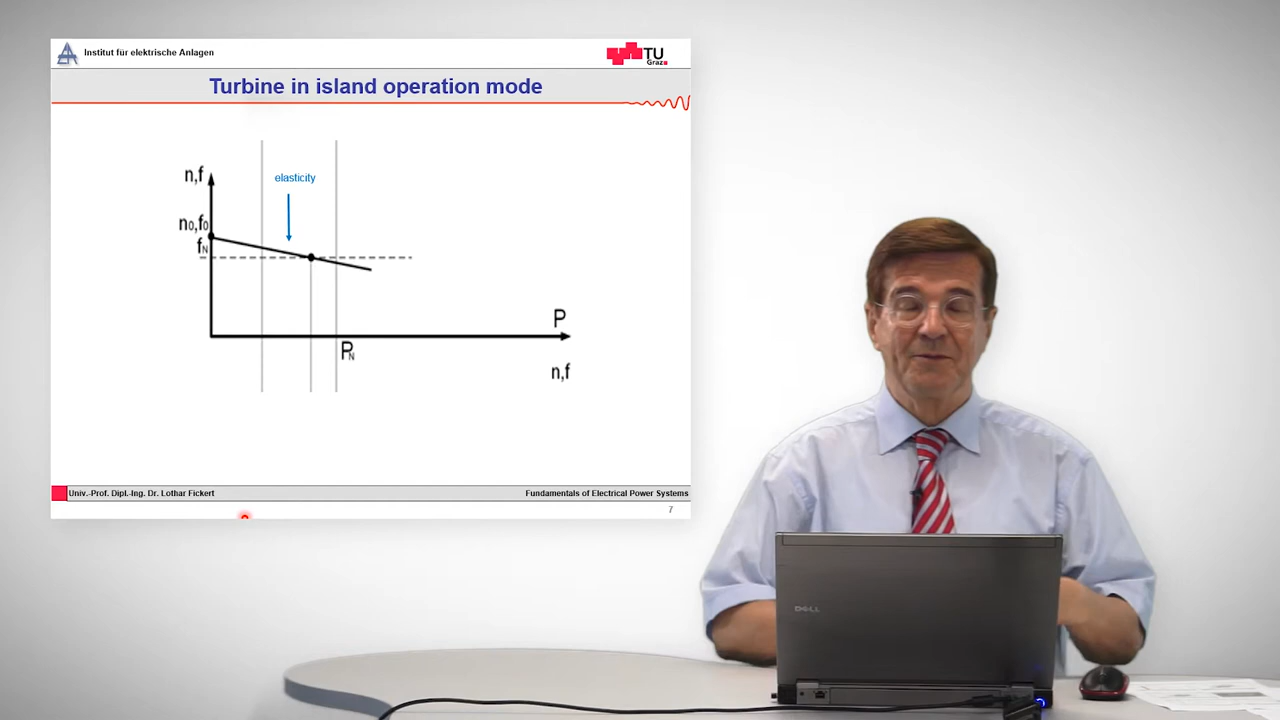 Institut für elektrische Anlagen
TU
Graz
Turbine in island operation mode
n,f
elasticity
n0,f0
fN
P
PN
n,f
Univ.-Prof. Dipl.-Ing. Dr. Lothar Fickert
Fundamentals of Electrical Power Systems
7
DELL